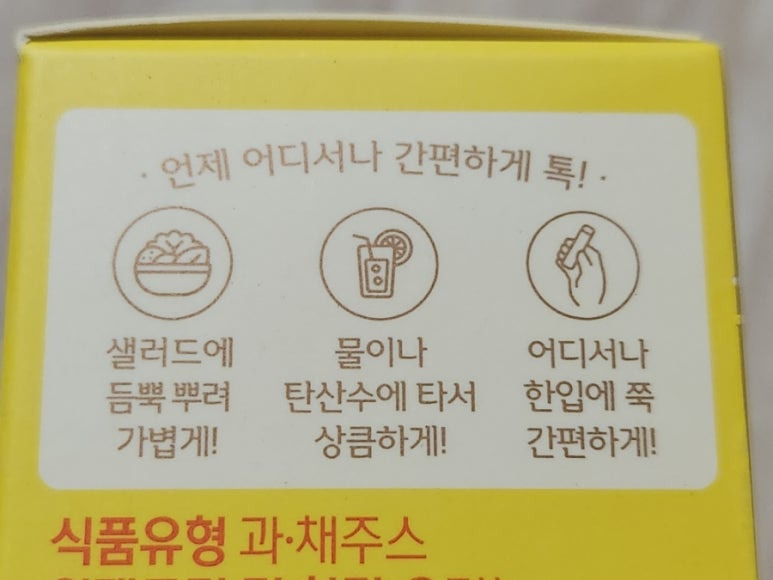 · 언제 어디서나 간편하게 톡! ·
샐러드에
듬뿍 뿌려
가볍게!
물이나
탄산수에 타서
상큼하게!
어디서나
한입에 쭉
간편하게!
식품유형 과·채주스